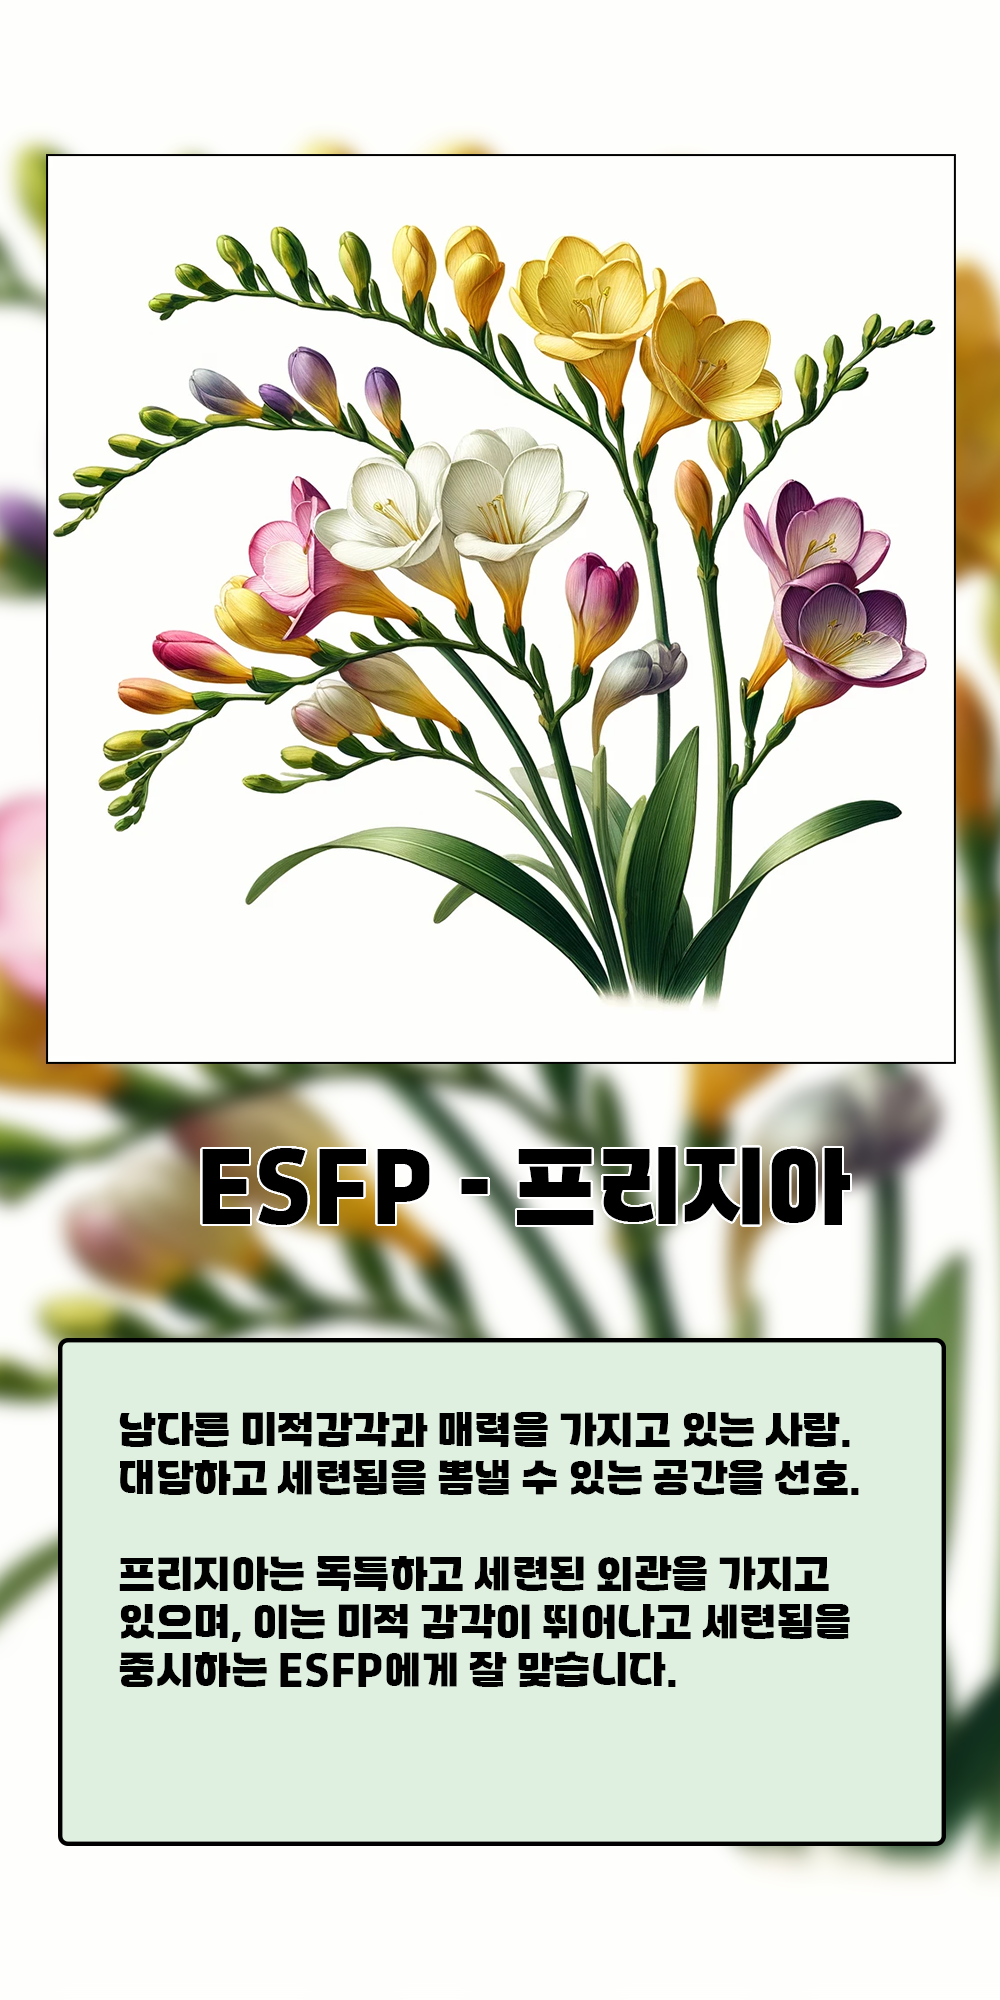 ESFP - 프리지아
남다른 미적감각과 매력을 가지고 있는 사람.
대담하고 세련됨을 뽐낼 수 있는 공간을 선호.
프리지아는 독특하고 세련된 외관을 가지고
있으며, 이는 미적 감각이 뛰어나고 세련됨을
중시하는 ESFP에게 잘 맞습니다.